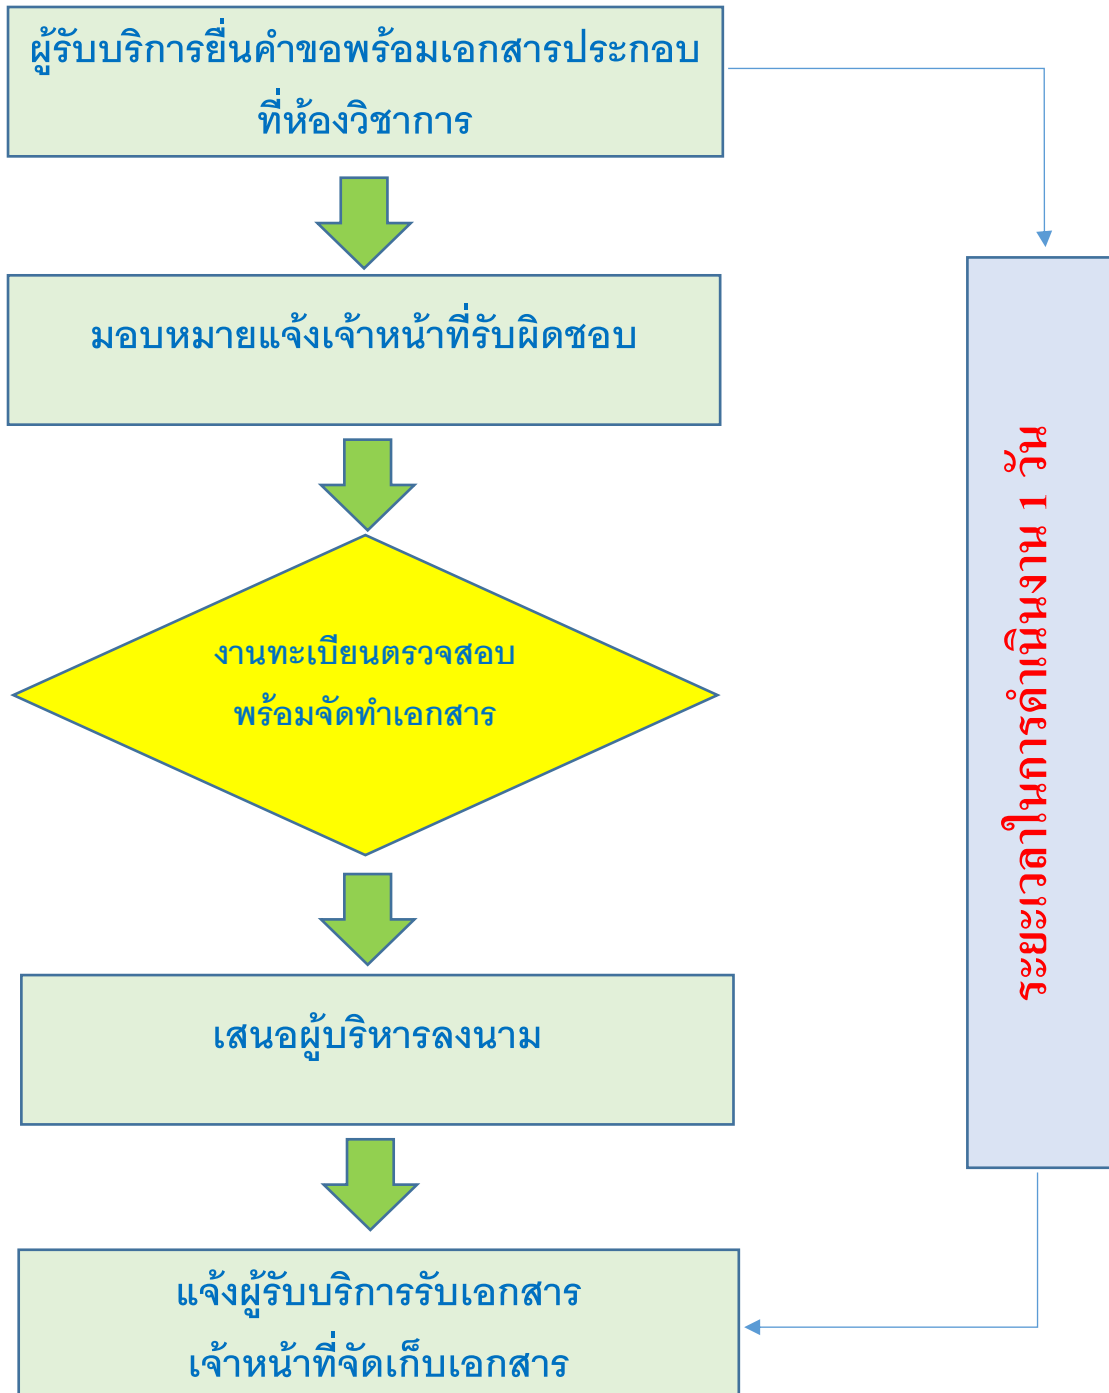 ผู้รับบริการยื่นคำขอพร้อมเอกสารประกอบ
ที่ห้องวิชาการ
มอบหมายแจ้งเจ้าหน้าที่รับผิดชอบ
งานทะเบียนตรวจสอบ
พร้อมจัดทำเอกสาร
เสนอผู้บริหารลงนาม
แจ้งผู้รับบริการรับเอกสาร
เจ้าหน้าที่จัดเก็บเอกสาร
ระยะเวลาในการดำเนินงาน 1 วัน